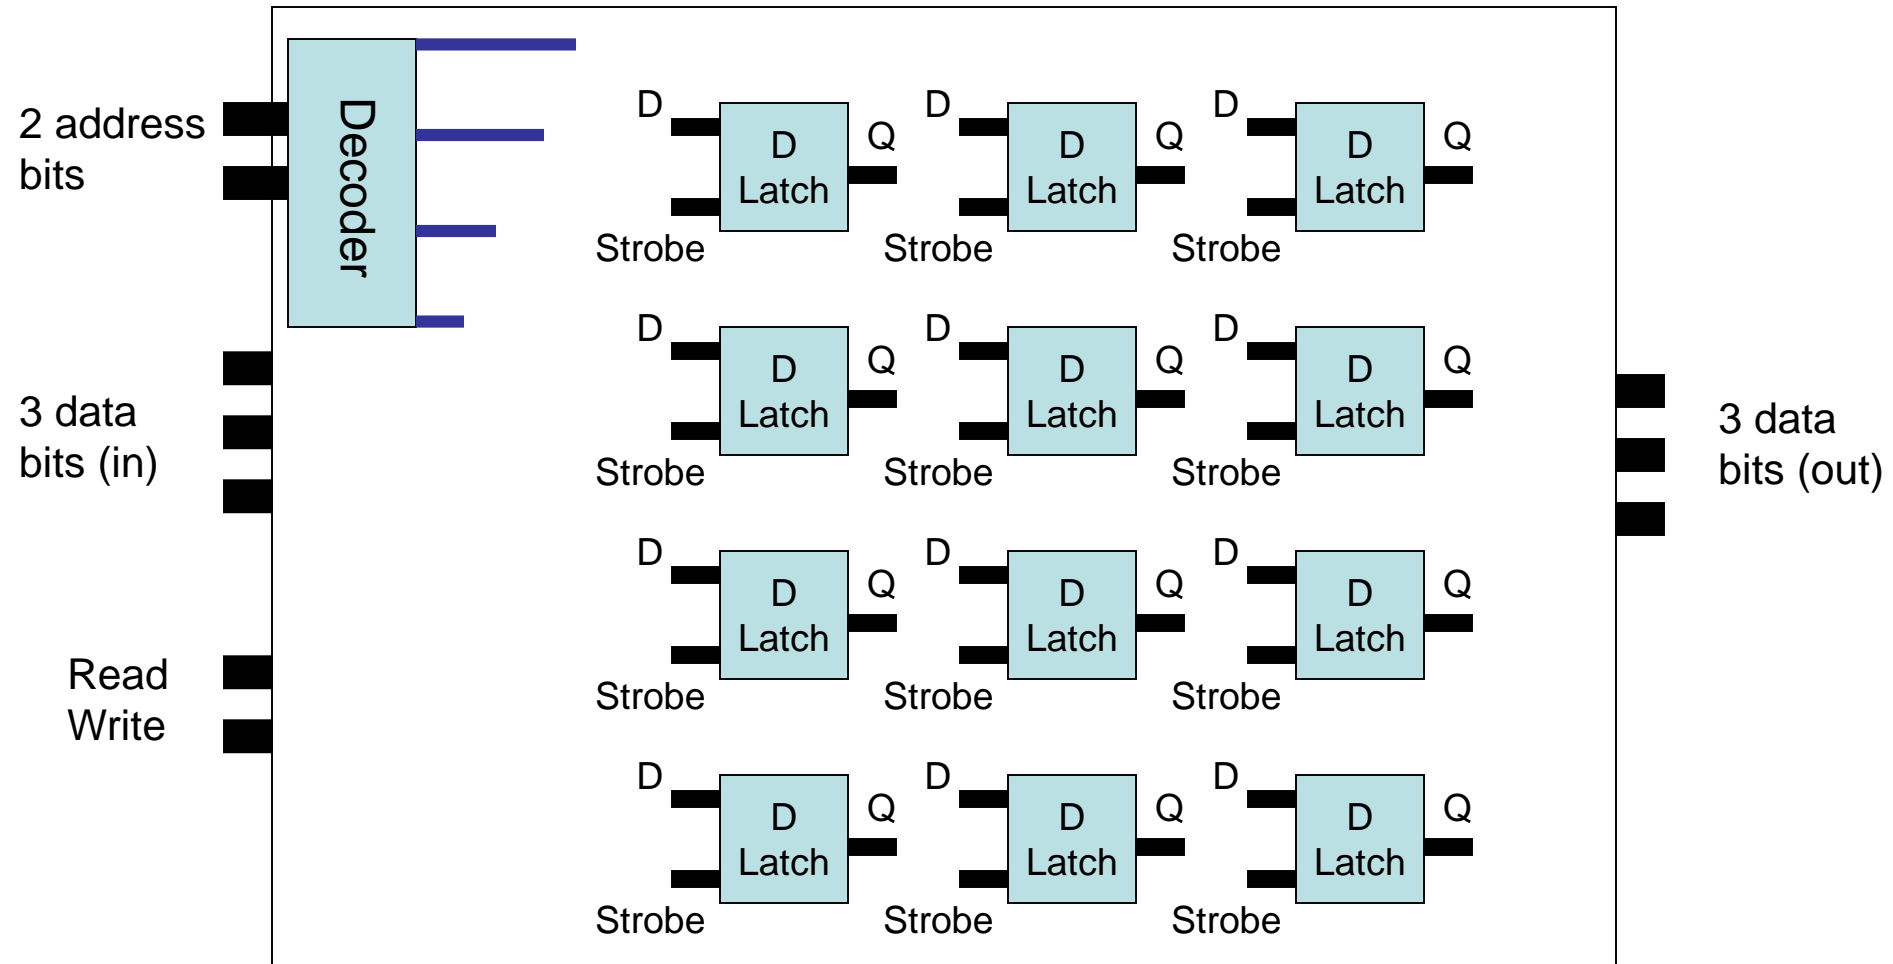 2 address
bits
Decoder
3 data
bits (in)
Read
Write
D
D
Latch
Q
Strobe
D
D
Latch
Q
Strobe
D
D
Latch
Q
Strobe
D
D
Latch
Q
Strobe
D
D
Latch
Q
Strobe
D
D
Latch
Q
Strobe
D
D
Latch
Q
Strobe
D
D
Latch
Q
Strobe
D
D
Latch
Q
Strobe
D
D
Latch
Q
Strobe
D
D
Latch
Q
Strobe
D
D
Latch
Q
Strobe
3 data
bits (out)